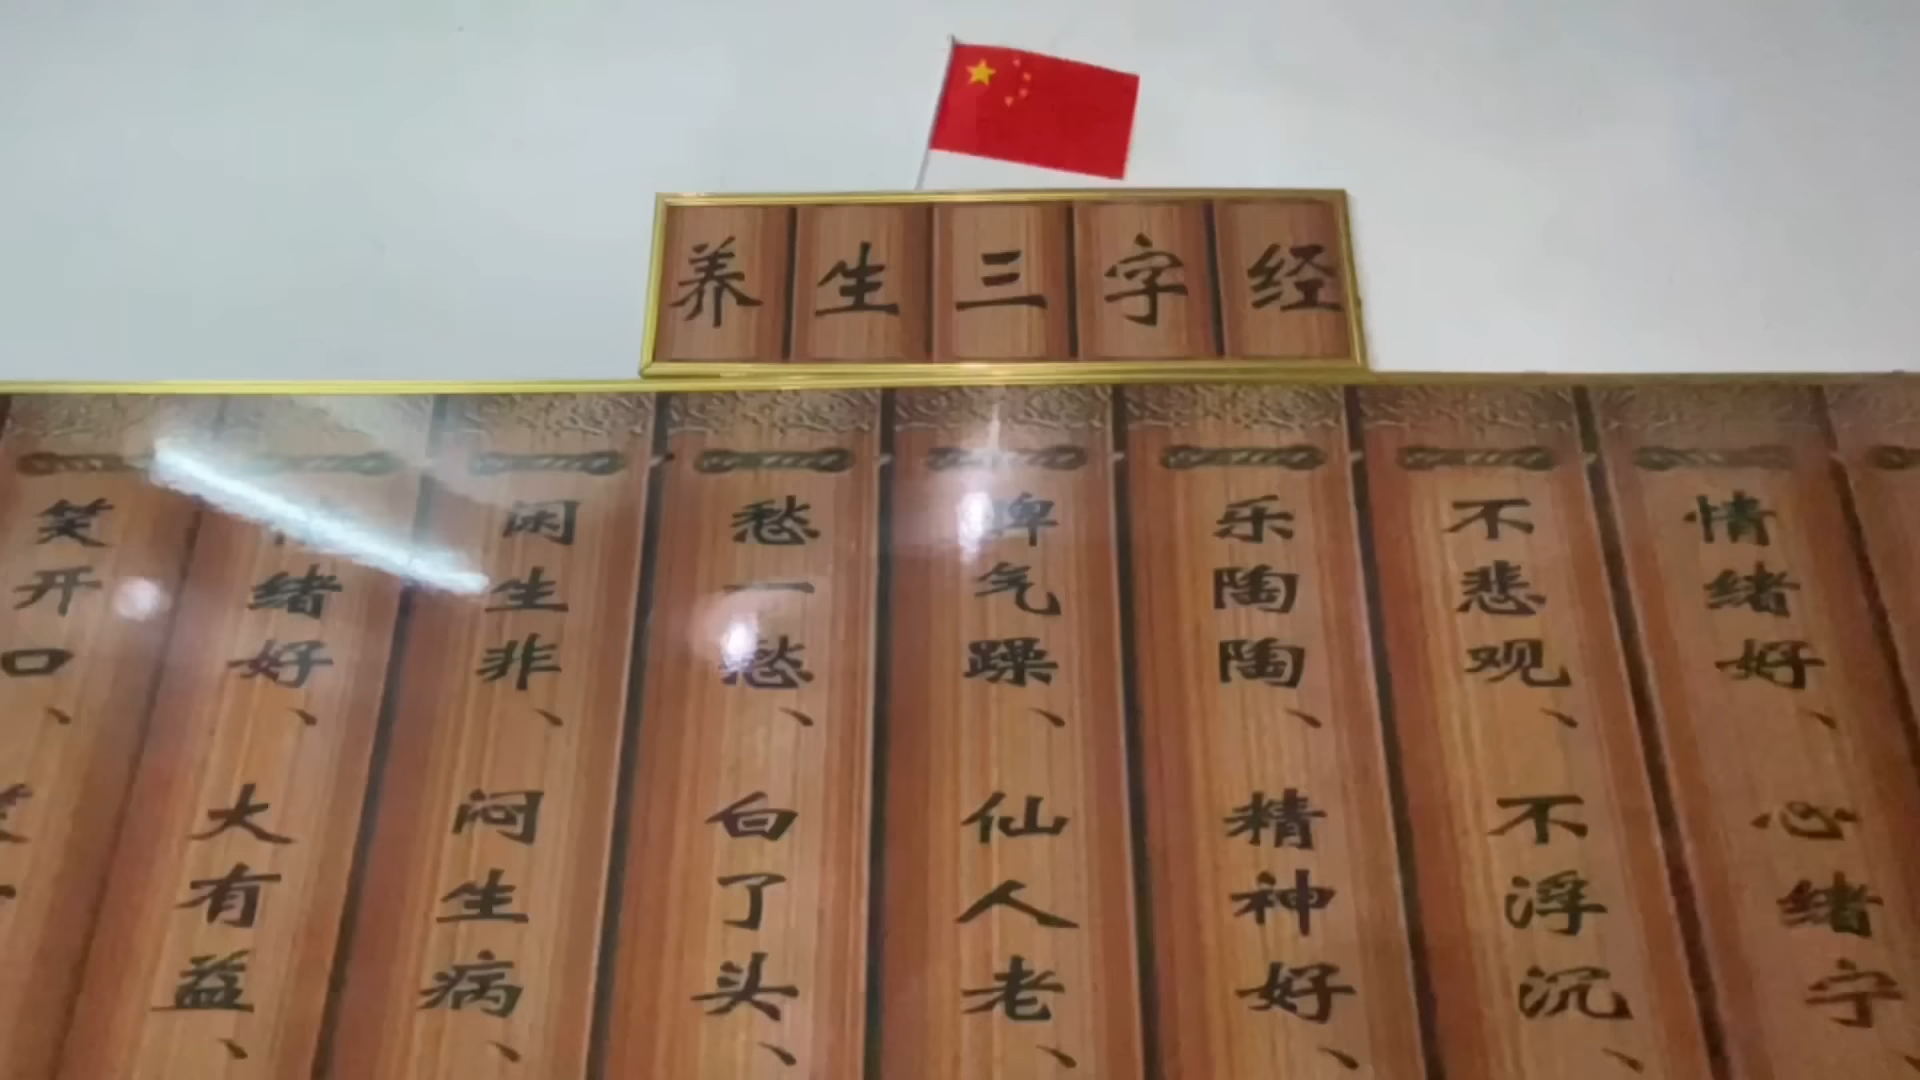 养生三字经
情绪好、心绪宁、
不悲观、不浮沉、
乐陶陶、精神好、
脾气躁、仙人老、
愁一愁、白了头、
闲生非、闷生病、
绪好、大有益、
笑开口、